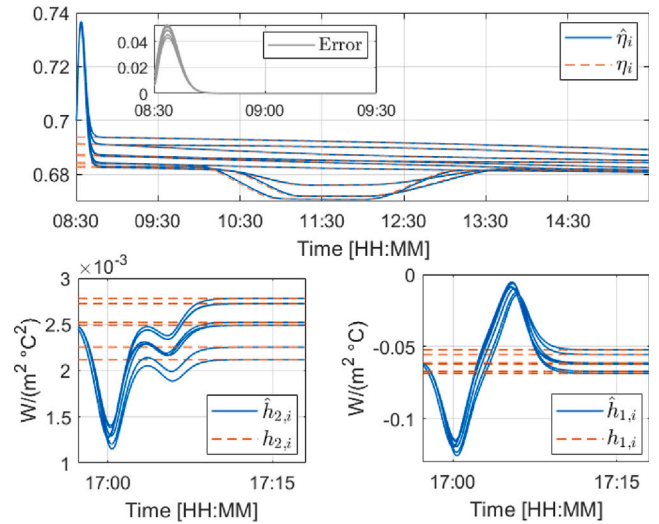 0.74
0.72
0.7
0.68
0.04
0.02
0
Error
08:30
09:00
09:30
η̂ᵢ
ηᵢ
08:30
09:30
10:30
11:30
12:30
13:30
14:30
Time [HH:MM]
×10⁻³
3
2.5
2
1.5
1
W/(m² °C²)
ĥ₂,ᵢ
h₂,ᵢ
17:00
17:15
Time [HH:MM]
0
-0.05
-0.1
W/(m² °C)
ĥ₁,ᵢ
h₁,ᵢ
17:00
17:15
Time [HH:MM]